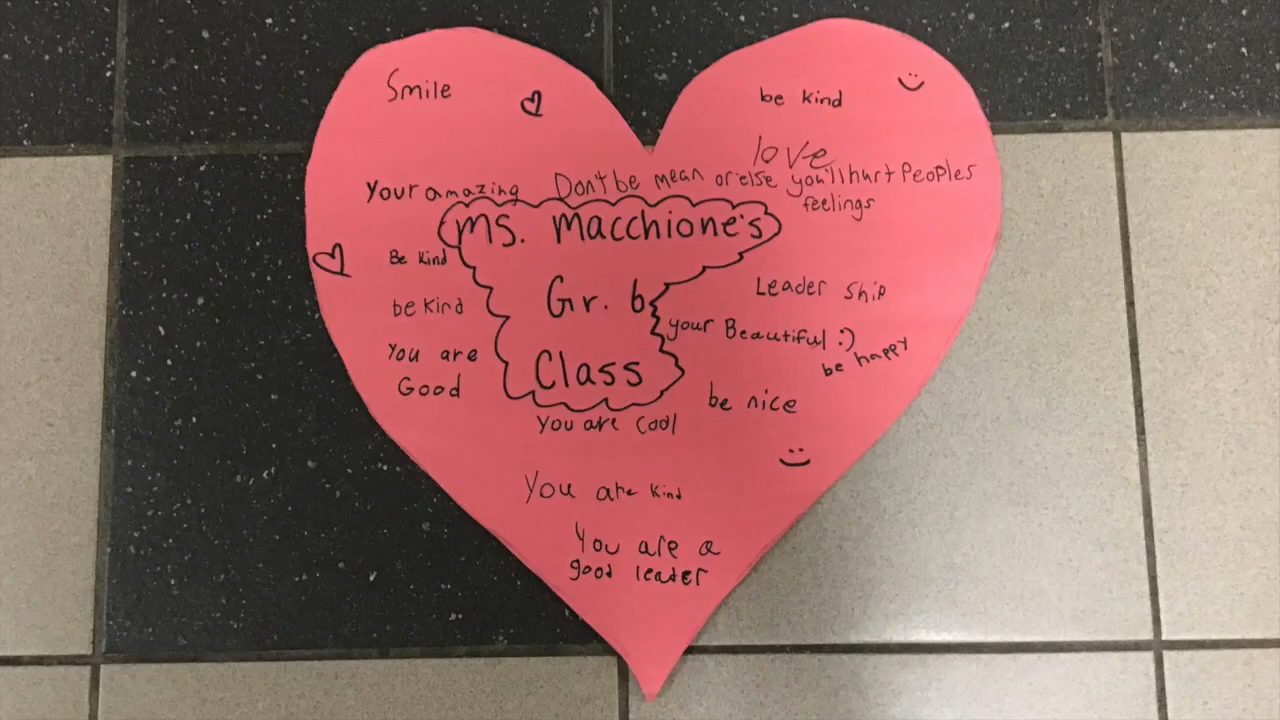 Smile
be kind
love
Your amazing
Don't be mean or else you'll hurt Peoples
feelings
Ms. Macchione's
Gr. 6
Class
Be kind
be kind
You are
Good
Leader ship
your Beautiful :)
be happy
be nice
You are cool
You are kind
You are a
good leader